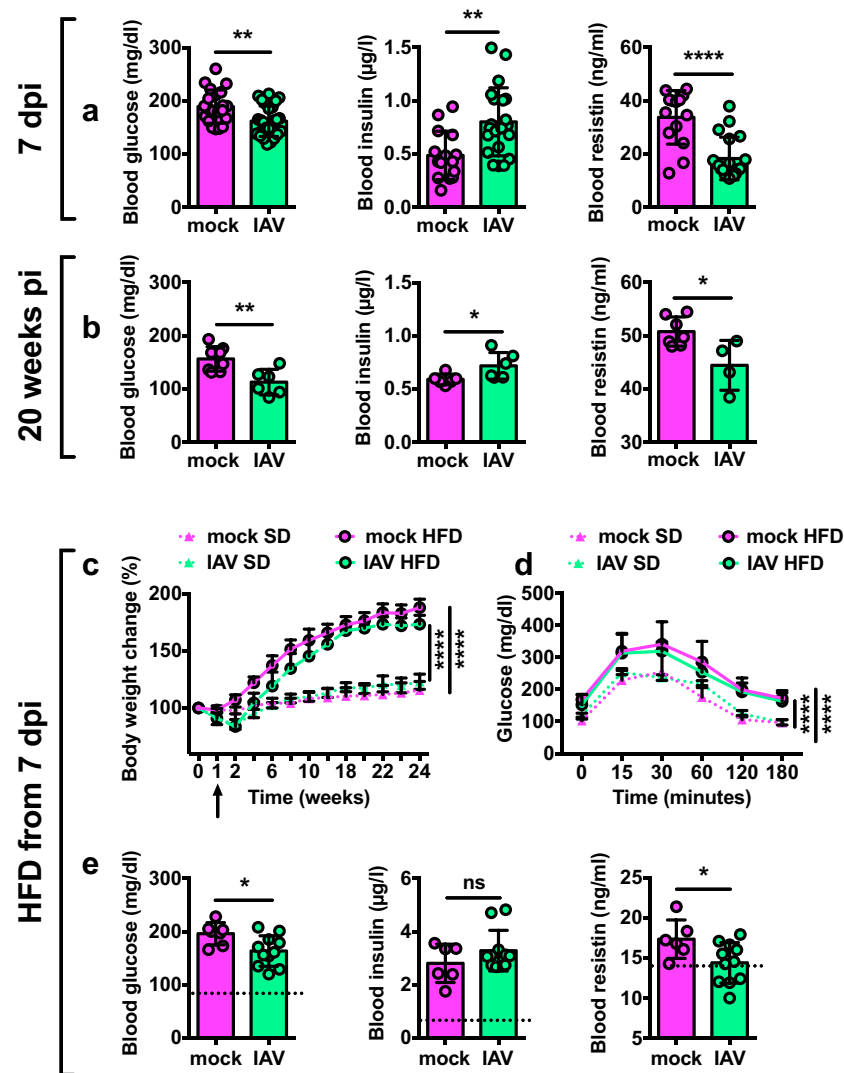 7 dpi
a
Blood glucose (mg/dl)
300
200
100
0
**
mock IAV
Blood insulin (µg/l)
1.5
1.0
0.5
0.0
**
mock IAV
Blood resistin (ng/ml)
60
40
20
0
****
mock IAV
20 weeks pi
b
Blood glucose (mg/dl)
300
200
100
0
**
mock IAV
Blood insulin (µg/l)
1.5
1.0
0.5
0.0
*
mock IAV
Blood resistin (ng/ml)
60
50
40
30
*
mock IAV
HFD from 7 dpi
c
mock SD mock HFD
IAV SD IAV HFD
Body weight change (%)
200
150
100
0 1 2 6 10 18 22 24
Time (weeks)
****
****
d
mock SD mock HFD
IAV SD IAV HFD
Glucose (mg/dl)
500
400
300
200
100
0
0 15 30 60 120 180
Time (minutes)
****
****
e
Blood glucose (mg/dl)
300
200
100
0
*
mock IAV
Blood insulin (µg/l)
6
4
2
0
ns
mock IAV
Blood resistin (ng/ml)
25
20
15
10
5
*
mock IAV